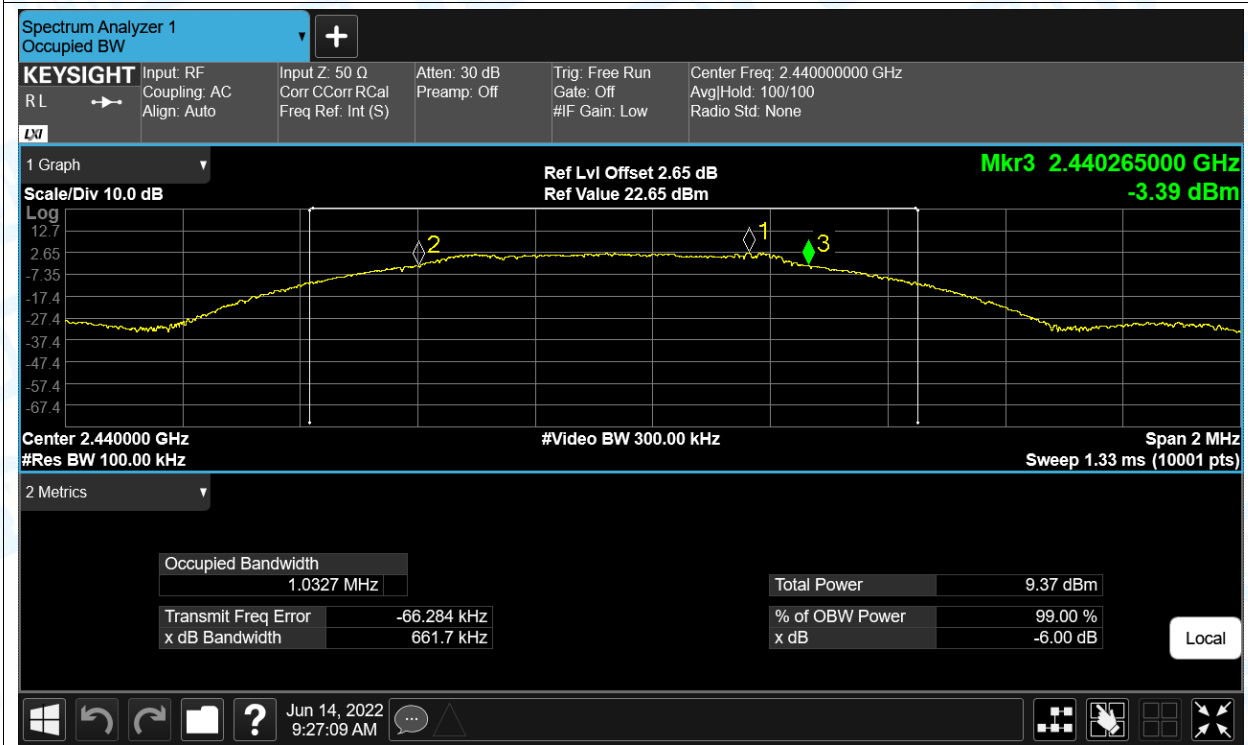 Spectrum Analyzer 1
Occupied BW
KEYSIGHT
R L
LXI
Input: RF
Coupling: AC
Align: Auto
Input Z: 50 Ω
Corr CCorr RCal
Freq Ref: Int (S)
Atten: 30 dB
Preamp: Off
Trig: Free Run
Gate: Off
#IF Gain: Low
Center Freq: 2.440000000 GHz
Avg|Hold: 100/100
Radio Std: None
1 Graph
Scale/Div 10.0 dB
Ref Lvl Offset 2.65 dB
Ref Value 22.65 dBm
Mkr3 2.440265000 GHz
-3.39 dBm
Log
12.7
2.65
-7.35
-17.4
-27.4
-37.4
-47.4
-57.4
-67.4
2
1
3
Center 2.440000 GHz
#Video BW 300.00 kHz
Span 2 MHz
#Res BW 100.00 kHz
Sweep 1.33 ms (10001 pts)
2 Metrics
Occupied Bandwidth
1.0327 MHz
Transmit Freq Error -66.284 kHz
x dB Bandwidth 661.7 kHz
Total Power 9.37 dBm
% of OBW Power 99.00 %
x dB -6.00 dB
Local
?
Jun 14, 2022
9:27:09 AM